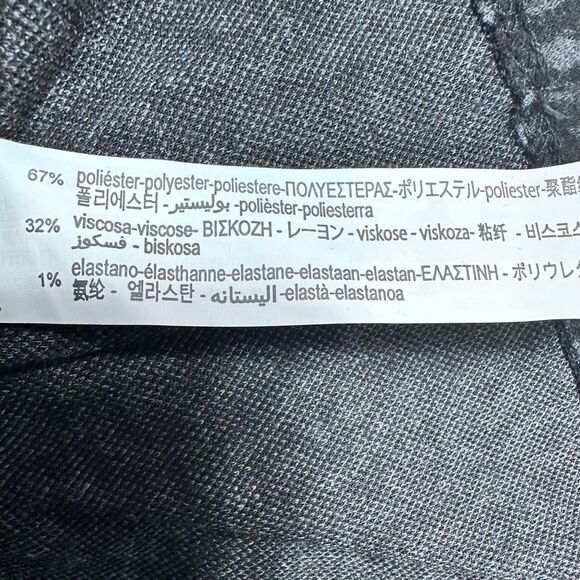 67% poliéster-polyester-poliestere-ΠΟΛΥΕΣΤΕΡΑΣ-ポリエステル-poliester-聚酯
폴리에스터 - بوليستير -polièster-poliesterra
32% viscosa-viscose- ΒΙΣΚΟΖΗ - レーヨン - viskose - viskoza- 粘纤 - 비스코스
فسكوز - biskosa
1% elastano-élasthanne-elastane-elastaan-elastan-ΕΛΑΣΤΙΝΗ - ポリウレ
氨纶 - 엘라스탄 - اليستانه -elastà-elastanoa